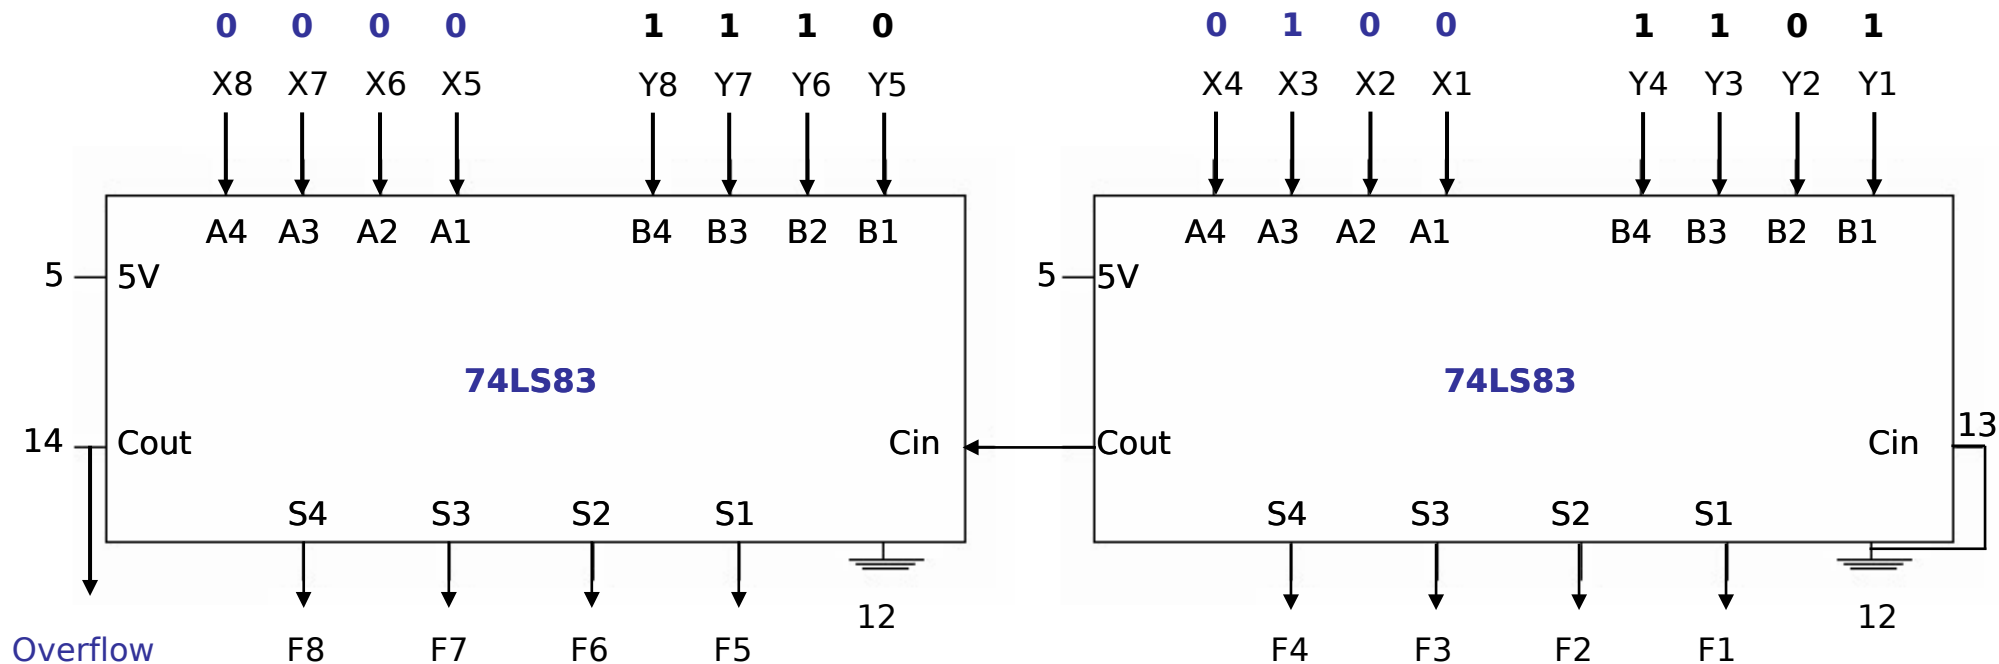 0 0 0 0 1 1 1 0 0 1 0 0 1 1 0 1
X8 X7 X6 X5 Y8 Y7 Y6 Y5 X4 X3 X2 X1 Y4 Y3 Y2 Y1
A4 A3 A2 A1 B4 B3 B2 B1 A4 A3 A2 A1 B4 B3 B2 B1
5 5V 5 5V
74LS83 74LS83
14 Cout Cin Cout Cin 13
S4 S3 S2 S1 S4 S3 S2 S1
12 12
Overflow F8 F7 F6 F5 F4 F3 F2 F1